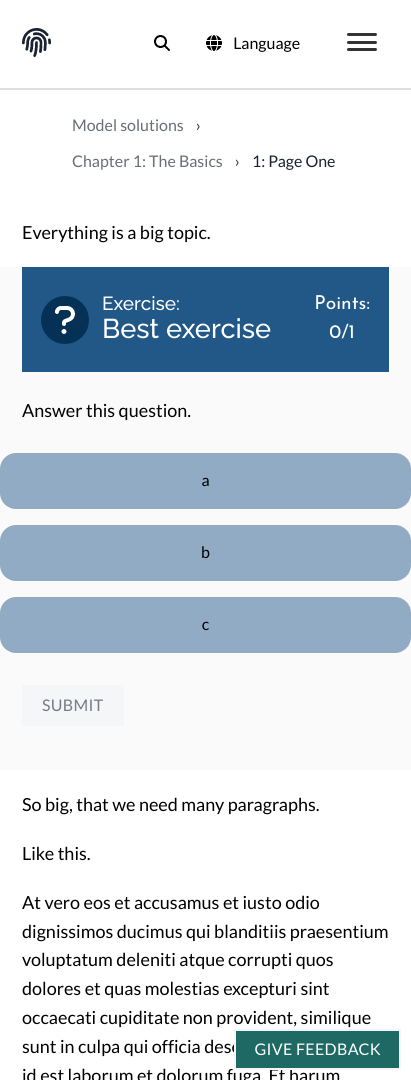 Language
Model solutions ›
Chapter 1: The Basics › 1: Page One
Everything is a big topic.
?
Exercise:
Best exercise
Points:
0/1
Answer this question.
a
b
c
SUBMIT
So big, that we need many paragraphs.
Like this.
At vero eos et accusamus et iusto odio
dignissimos ducimus qui blanditiis praesentium
voluptatum deleniti atque corrupti quos
dolores et quas molestias excepturi sint
occaecati cupiditate non provident, similique
sunt in culpa qui officia
GIVE FEEDBACK
id est laborum et dolorum fuga. Et harum